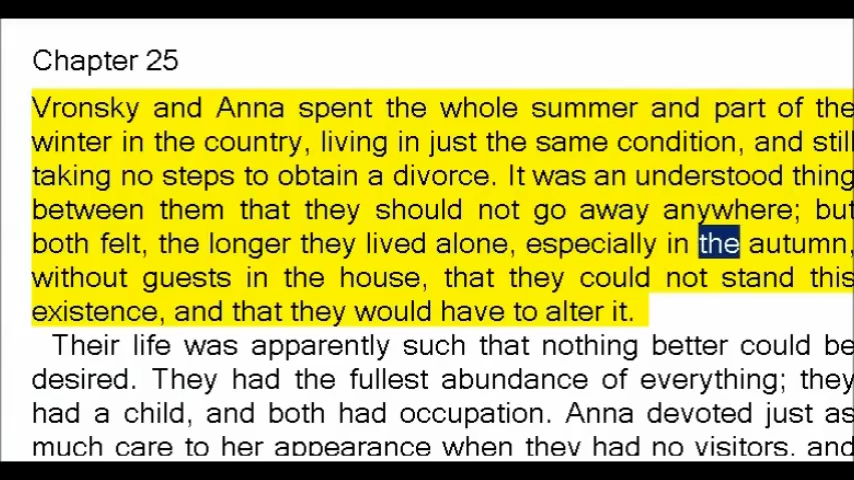 Chapter 25
Vronsky and Anna spent the whole summer and part of the
winter in the country, living in just the same condition, and still
taking no steps to obtain a divorce. It was an understood thing
between them that they should not go away anywhere; but
both felt, the longer they lived alone, especially in the autumn,
without guests in the house, that they could not stand this
existence, and that they would have to alter it.
Their life was apparently such that nothing better could be
desired. They had the fullest abundance of everything; they
had a child, and both had occupation. Anna devoted just as
much care to her appearance when they had no visitors, and